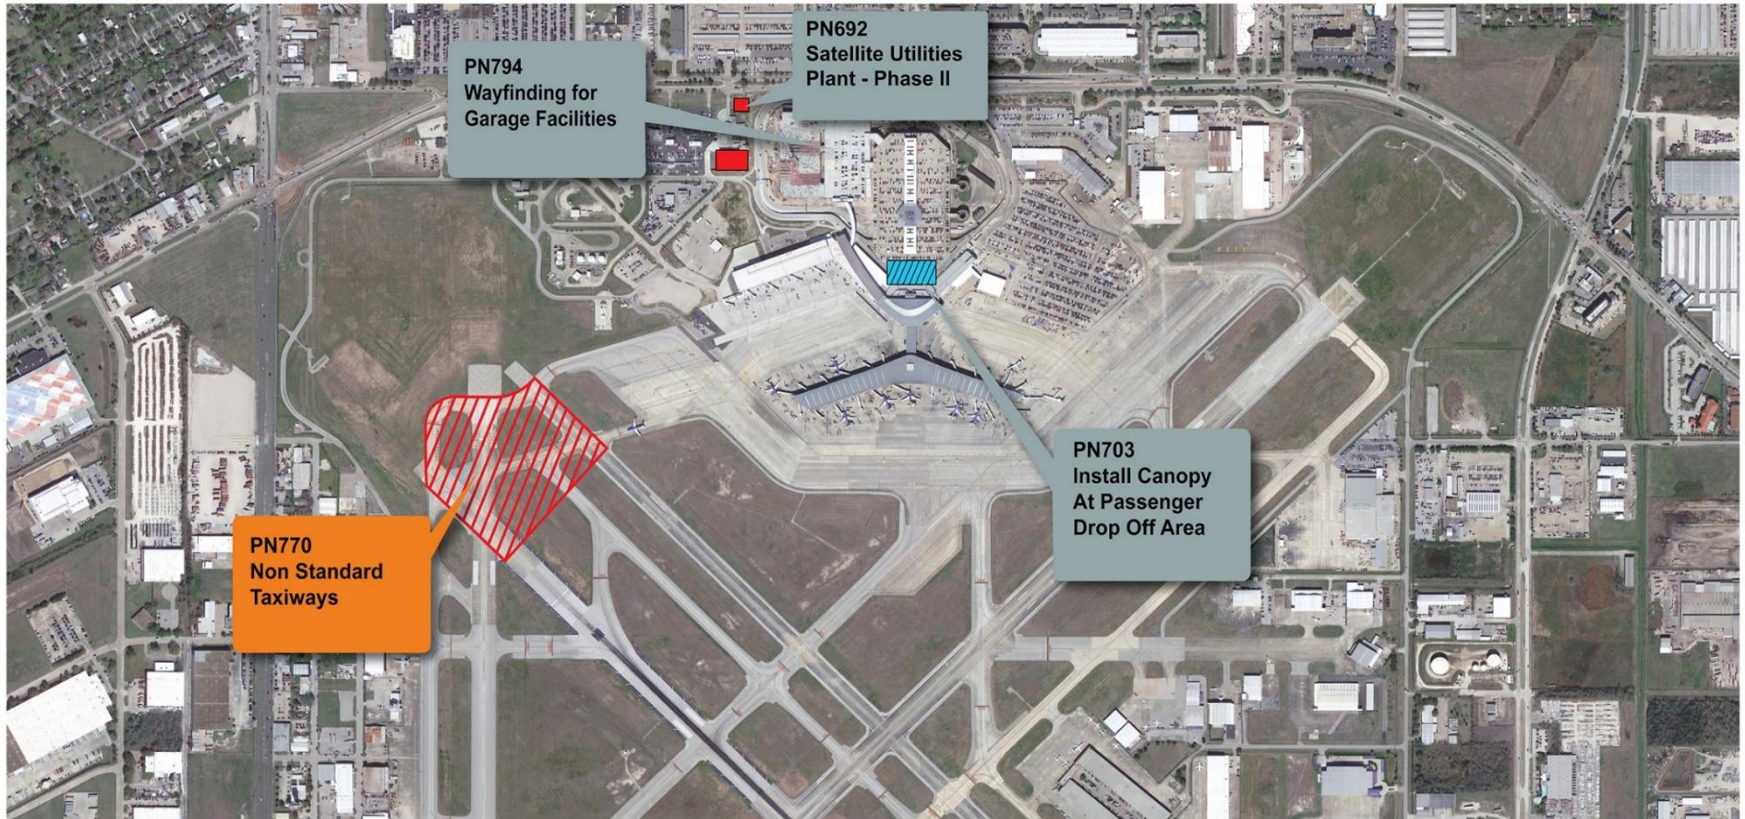 PN692
Satellite Utilities
Plant - Phase II
PN794
Wayfinding for
Garage Facilities
PN703
Install Canopy
At Passenger
Drop Off Area
PN770
Non Standard
Taxiways